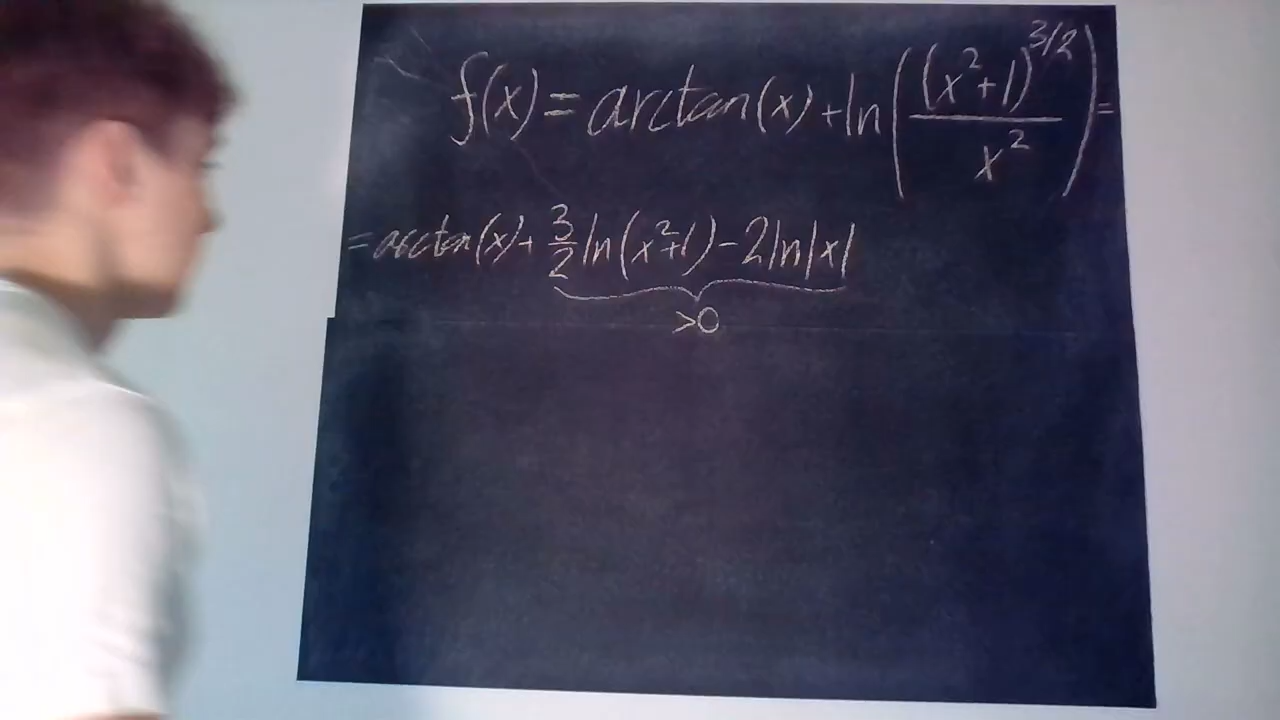 f(x) = arctan(x) + ln((x²+1)^{3/2} / x²) =
= arctan(x) + 3/2 ln(x²+1) - 2ln|x|
>0